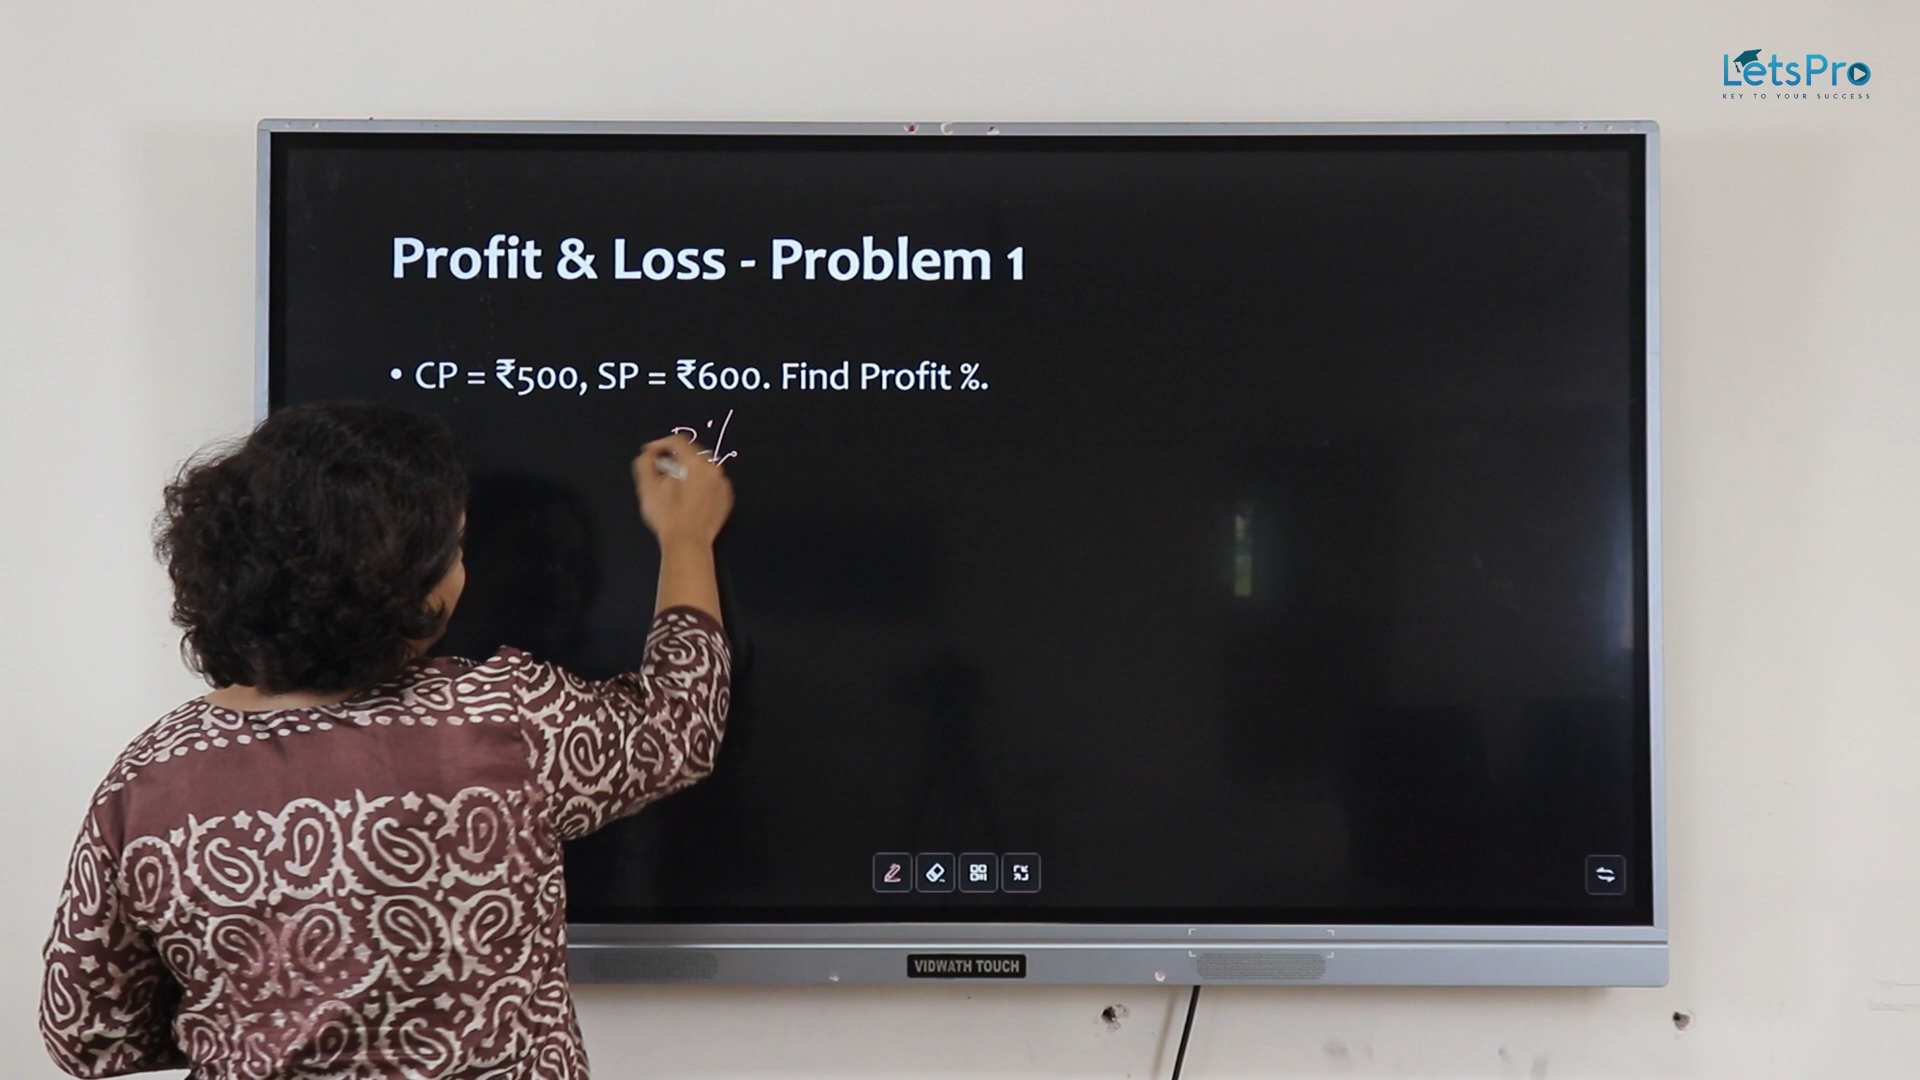 LetsPro
KEY TO YOUR SUCCESS
Profit & Loss - Problem 1
• CP = ₹500, SP = ₹600. Find Profit %.
P%
VIDWATH TOUCH